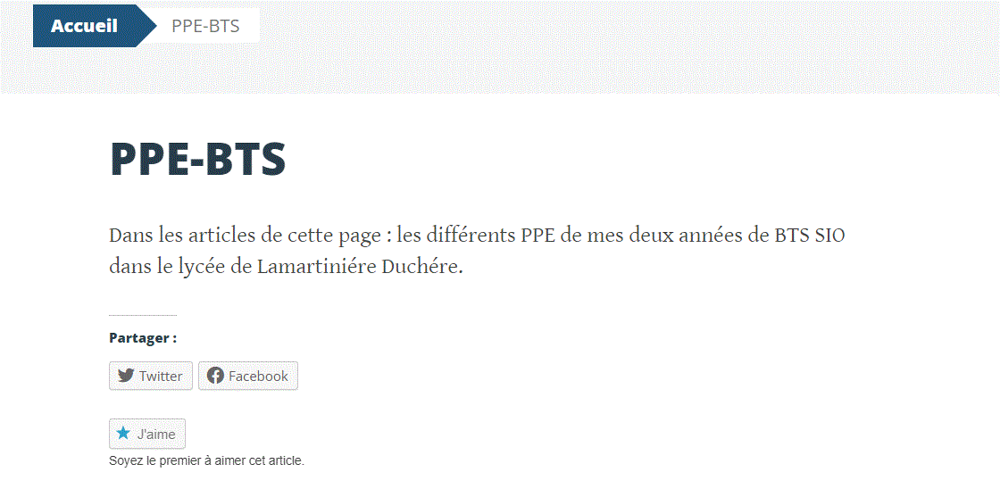 Accueil PPE-BTS
PPE-BTS
Dans les articles de cette page : les différents PPE de mes deux années de BTS SIO
dans le lycée de Lamartiniére Duchére.
Partager :
Twitter Facebook
J'aime
Soyez le premier à aimer cet article.